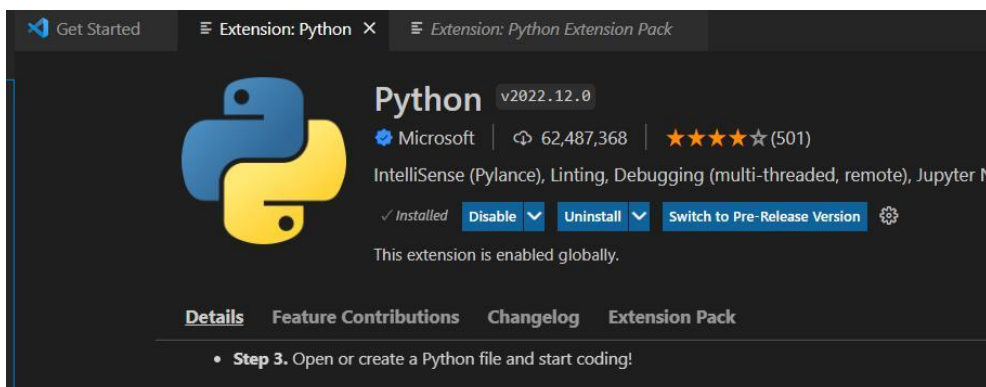 Get Started Extension: Python Extension: Python Extension Pack
Python v2022.12.0
Microsoft 62,487,368 (501)
IntelliSense (Pylance), Linting, Debugging (multi-threaded, remote), Jupyter
Installed Disable Uninstall Switch to Pre-Release Version
This extension is enabled globally.
Details Feature Contributions Changelog Extension Pack
• Step 3. Open or create a Python file and start coding!